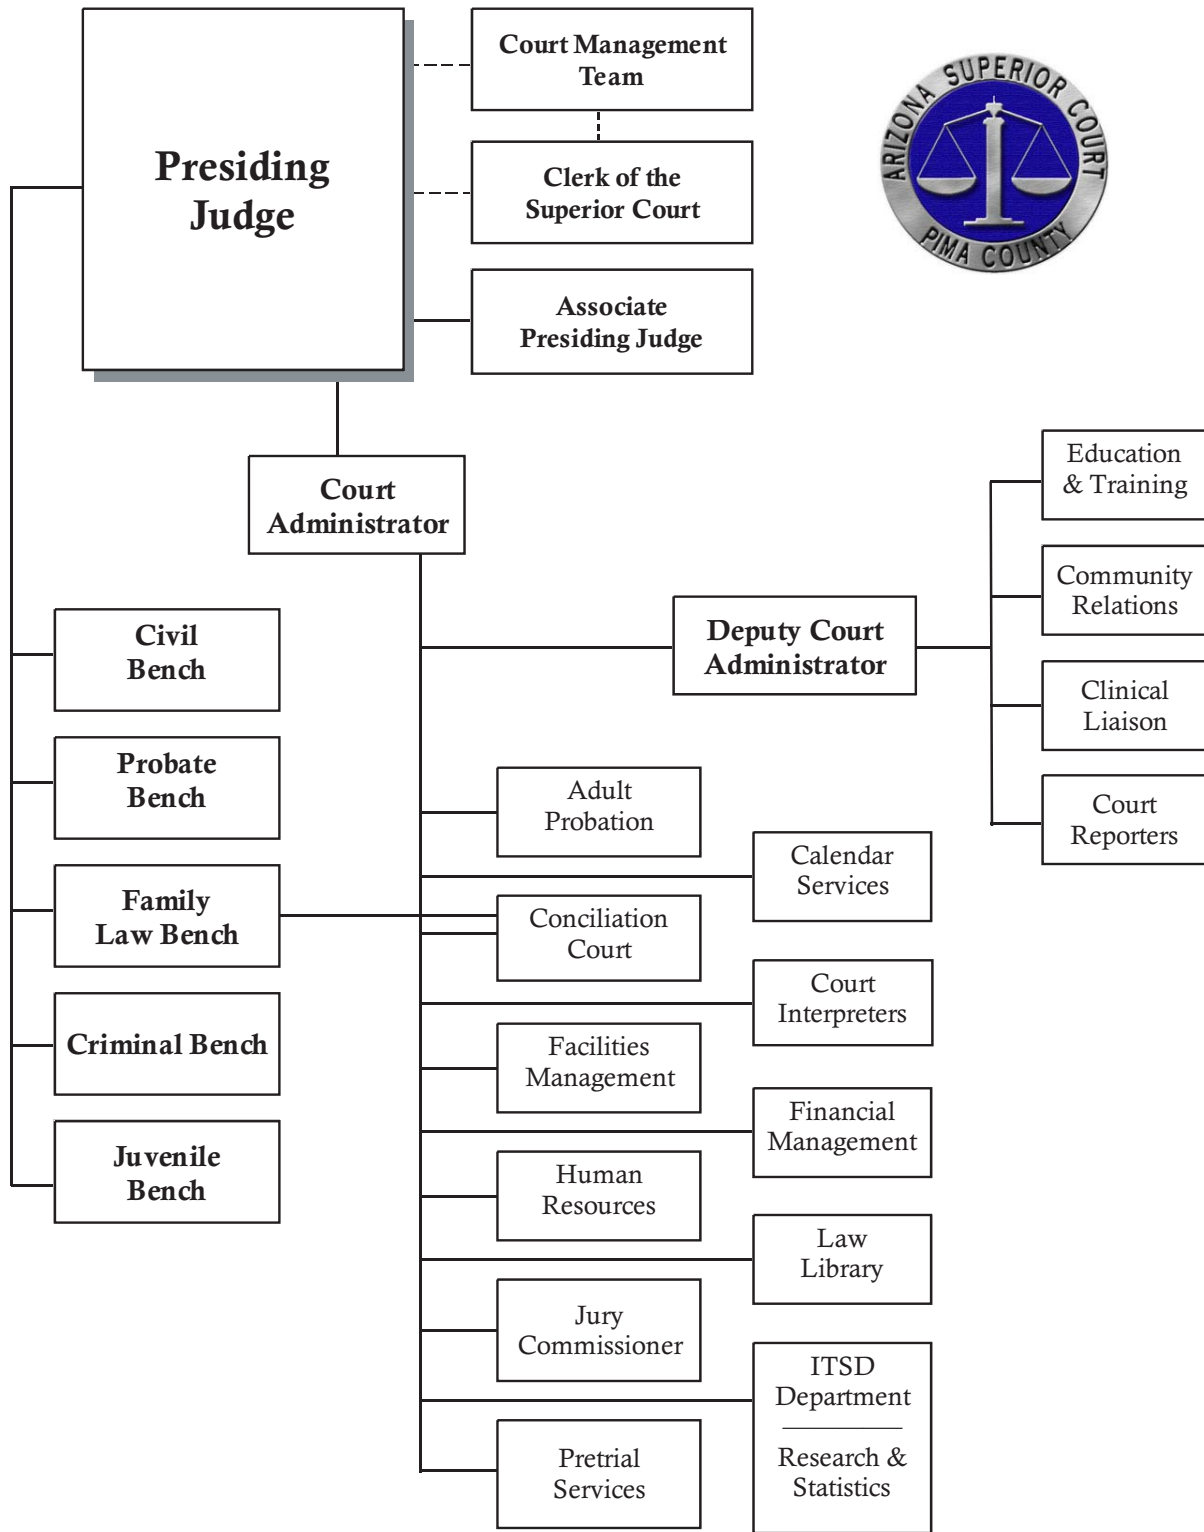 Presiding
Judge
Court Management
Team
Clerk of the
Superior Court
Associate
Presiding Judge
ARIZONA SUPERIOR COURT
PIMA COUNTY
Court
Administrator
Education
& Training
Community
Relations
Clinical
Liaison
Court
Reporters
Deputy Court
Administrator
Civil
Bench
Probate
Bench
Family
Law Bench
Criminal Bench
Juvenile
Bench
Adult
Probation
Calendar
Services
Conciliation
Court
Court
Interpreters
Facilities
Management
Financial
Management
Human
Resources
Law
Library
Jury
Commissioner
ITSD
Department
Research &
Statistics
Pretrial
Services